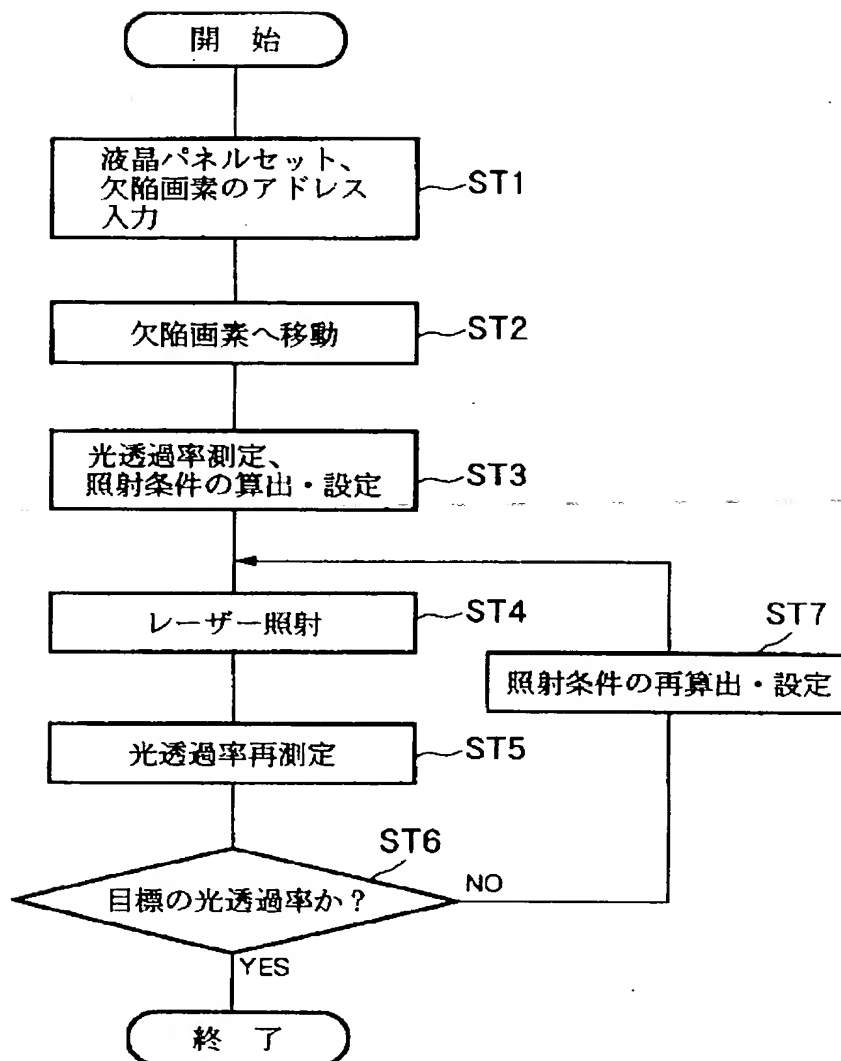 開 始
液晶パネルセット、
欠陥画素のアドレス
入力
ST1
欠陥画素へ移動
ST2
光透過率測定、
照射条件の算出・設定
ST3
レーザー照射
ST4
ST7
照射条件の再算出・設定
光透過率再測定
ST5
ST6
目標の光透過率か?
NO
YES
終 了